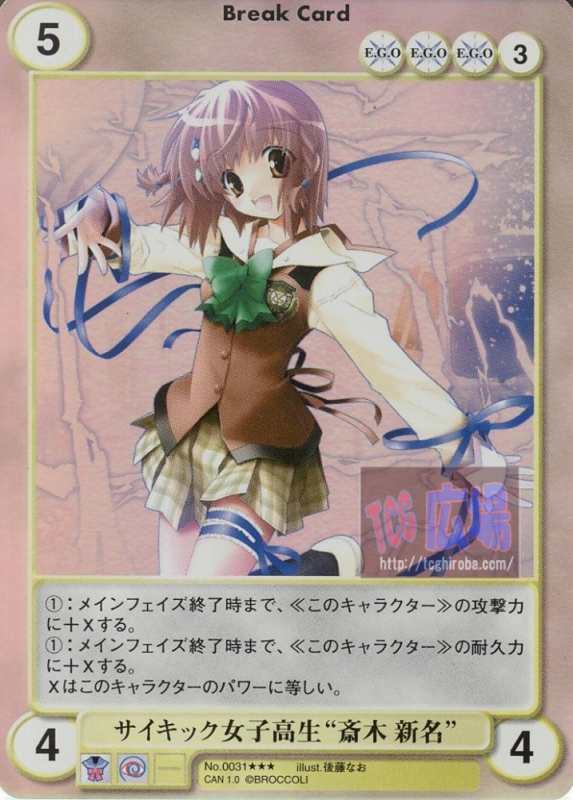 Break Card
5
E.G.O E.G.O E.G.O 3
TCG 広場
http://tcghiroba.com/
①：メインフェイズ終了時まで、≪このキャラクター≫の攻撃力
に＋Ｘする。
①：メインフェイズ終了時まで、≪このキャラクター≫の耐久力
に＋Ｘする。
Ｘはこのキャラクターのパワーに等しい。
サイキック女子高生“斎木 新名”
4
4
No.0031★★★ illust.後藤なお
CAN 1.0 ©BROCCOLI